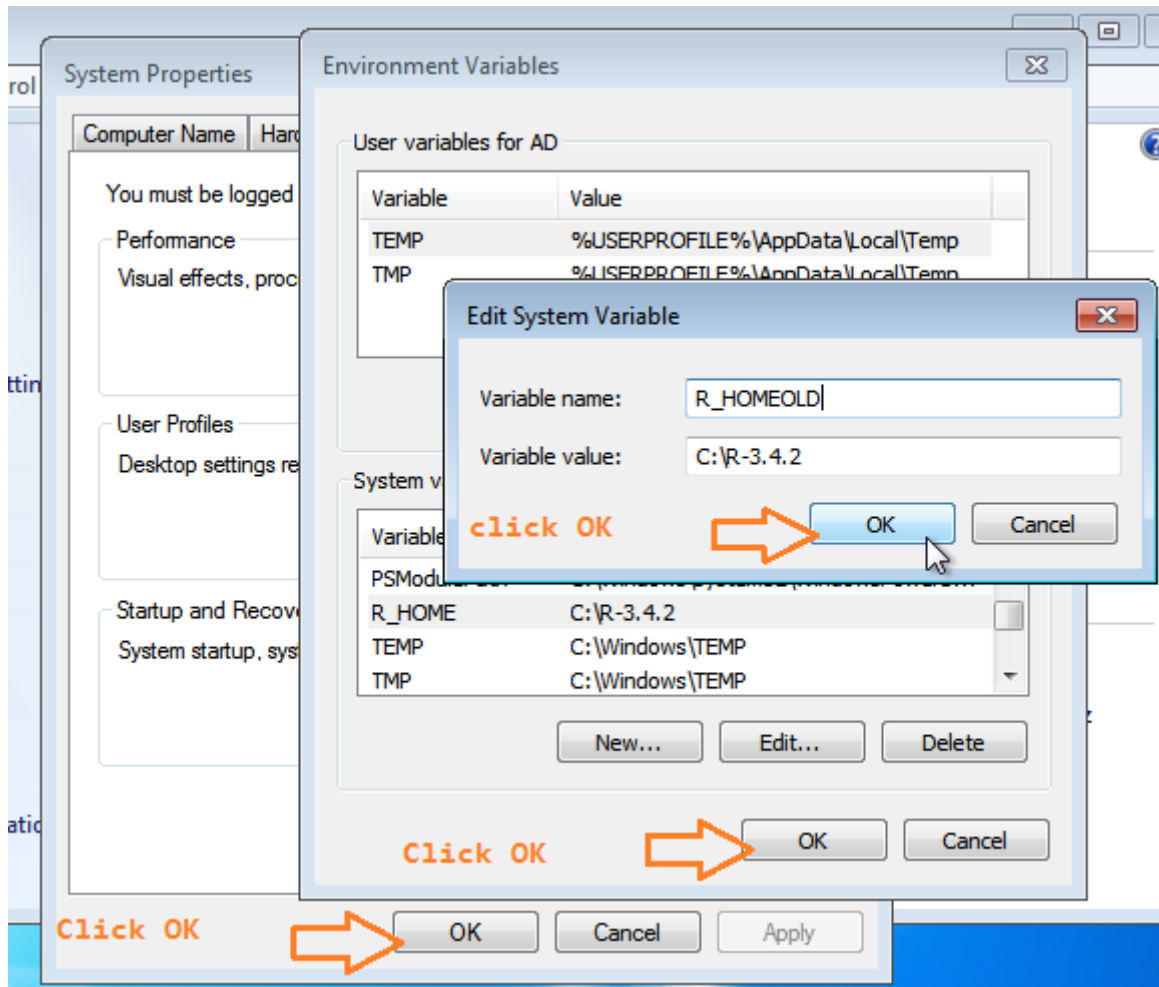 rol
System Properties
Computer Name
Hard
You must be logged
Performance
Visual effects, proc
User Profiles
Desktop settings re
Startup and Recove
System startup, syst
Click OK
OK
Cancel
Apply
Environment Variables
User variables for AD
Variable Value
TEMP %USERPROFILE%\AppData\Local\Temp
TMP %USERPROFILE%\AppData\Local\Temp
System v
Variable
R_HOME C:\R-3.4.2
TEMP C:\Windows\TEMP
TMP C:\Windows\TEMP
New...
Edit...
Delete
Click OK
OK
Cancel
Edit System Variable
Variable name: R_HOMEOLD
Variable value: C:\R-3.4.2
click OK
OK
Cancel
ttin
atic